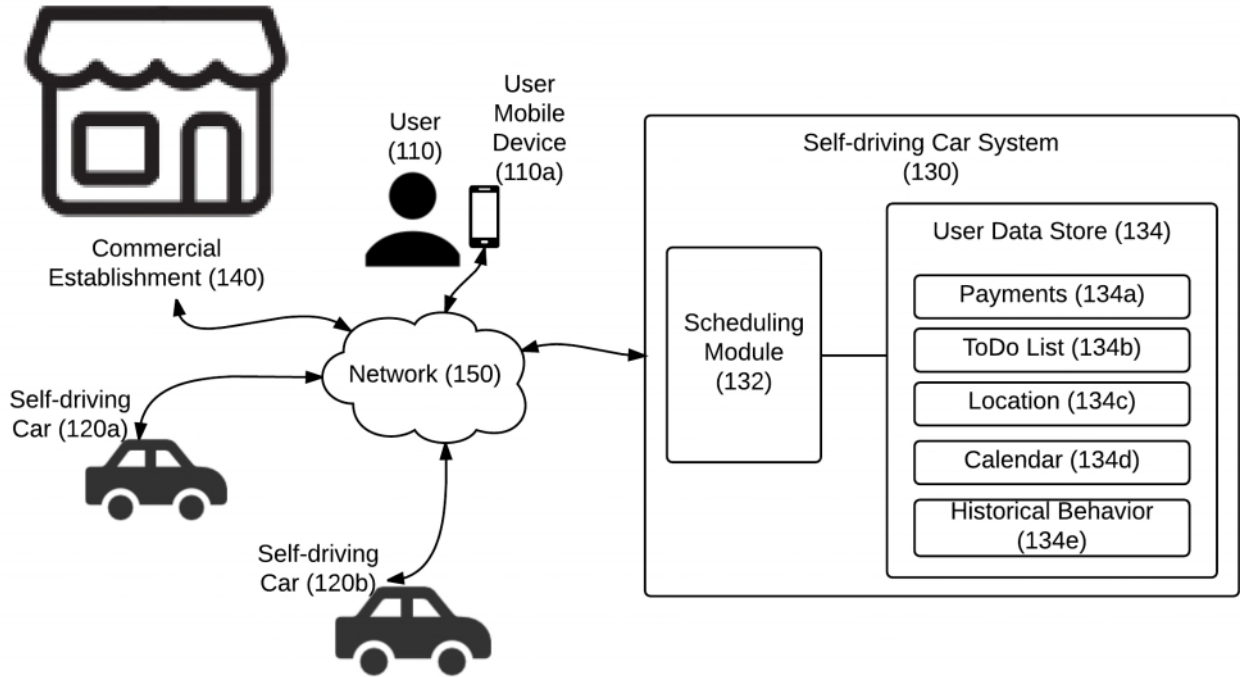 User
Mobile
Device
(110a)
User
(110)
Commercial
Establishment (140)
Network (150)
Self-driving
Car (120a)
Self-driving
Car (120b)
Self-driving Car System
(130)
Scheduling
Module
(132)
User Data Store (134)
Payments (134a)
ToDo List (134b)
Location (134c)
Calendar (134d)
Historical Behavior
(134e)